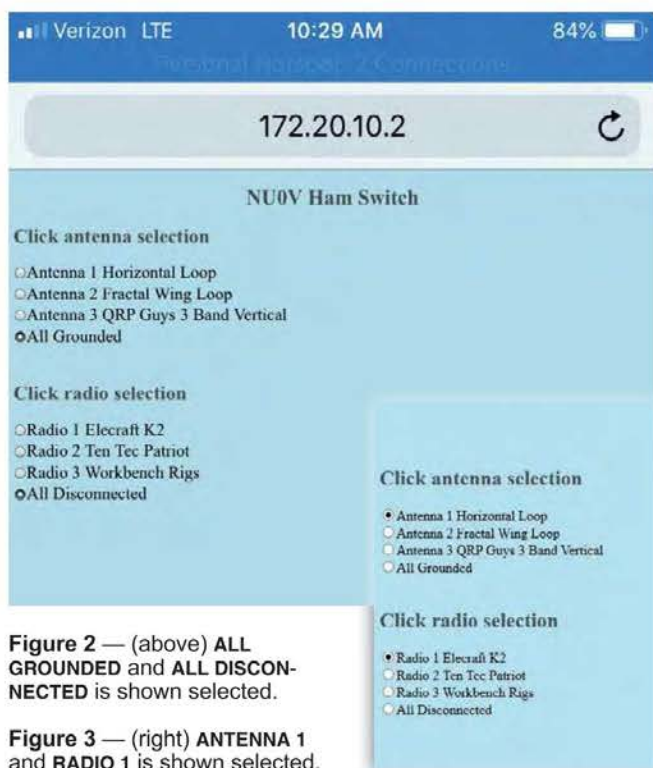 Verizon LTE 10:29 AM 84%
Personal Hotspot: 2 Connections
172.20.10.2
NU0V Ham Switch
Click antenna selection
Antenna 1 Horizontal Loop
Antenna 2 Fractal Wing Loop
Antenna 3 QRP Guys 3 Band Vertical
All Grounded
Click radio selection
Radio 1 Elecraft K2
Radio 2 Ten Tec Patriot
Radio 3 Workbench Rigs
All Disconnected
Click antenna selection
Antenna 1 Horizontal Loop
Antenna 2 Fractal Wing Loop
Antenna 3 QRP Guys 3 Band Vertical
All Grounded
Click radio selection
Radio 1 Elecraft K2
Radio 2 Ten Tec Patriot
Radio 3 Workbench Rigs
All Disconnected
Figure 2 — (above) ALL
GROUNDED and ALL DISCON-
NECTED is shown selected.
Figure 3 — (right) ANTENNA 1
and RADIO 1 is shown selected.